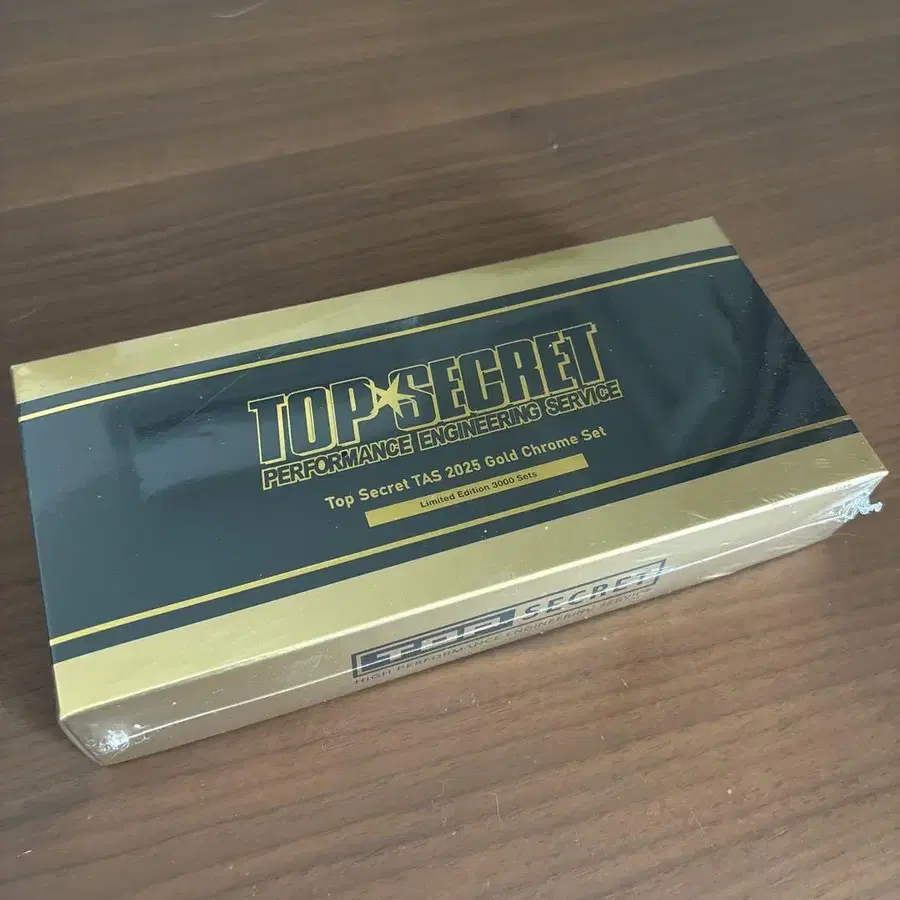 TOP SECRET
PERFORMANCE ENGINEERING SERVICE
Top Secret TAS 2025 Gold Chrome Set
Limited Edition 3000 Sets
TOP SECRET
HIGH PERFORMANCE ENGINEERING SERVICE